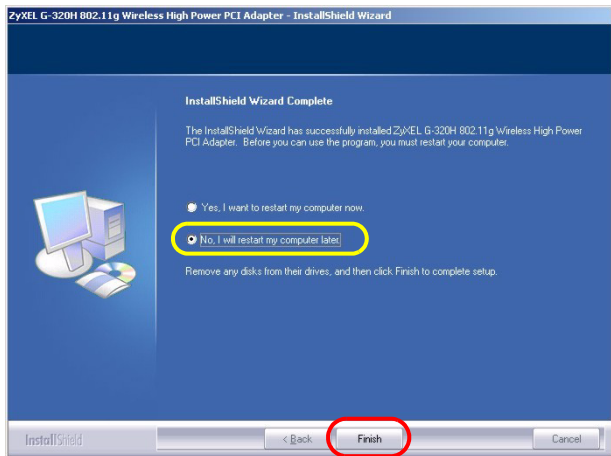 ZyXEL G-320H 802.11g Wireless High Power PCI Adapter - InstallShield Wizard
InstallShield Wizard Complete
The InstallShield Wizard has successfully installed ZyXEL G-320H 802.11g Wireless High Power
PCI Adapter. Before you can use the program, you must restart your computer.
Yes, I want to restart my computer now.
No, I will restart my computer later.
Remove any disks from their drives, and then click Finish to complete setup.
InstallShield
< Back
Finish
Cancel